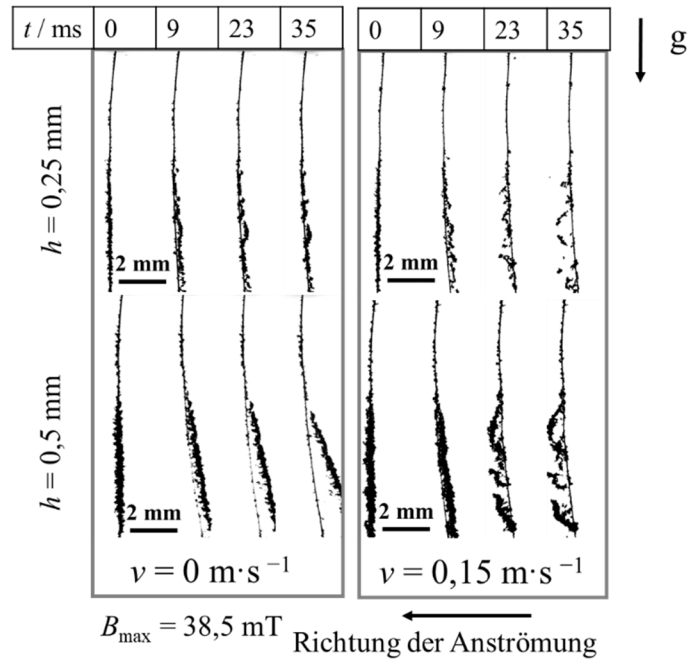 t / ms 0 9 23 35 0 9 23 35
g
h = 0,25 mm
2 mm 2 mm
h = 0,5 mm
2 mm 2 mm
v = 0 m·s⁻¹ v = 0,15 m·s⁻¹
Bmax = 38,5 mT Richtung der Anströmung